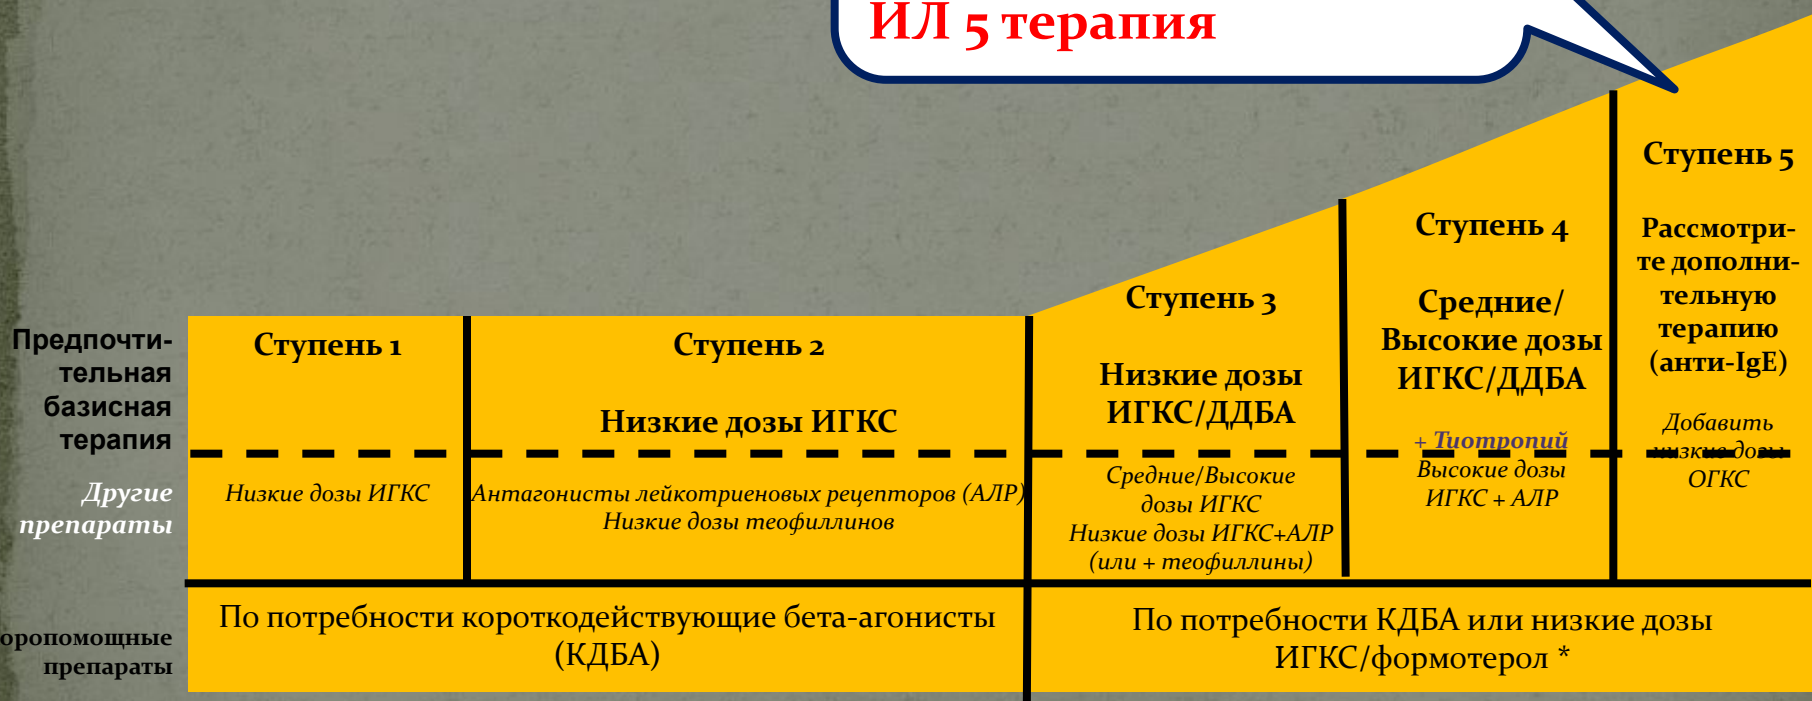 ИЛ 5 терапия
Предпочти-
тельная
базисная
терапия
Ступень 1
Ступень 2
Низкие дозы ИГКС
Ступень 3
Низкие дозы
ИГКС/ДДБА
Ступень 4
Средние/
Высокие дозы
ИГКС/ДДБА
+ Тиотропий
Ступень 5
Рассмотри-
те дополни-
тельную
терапию
(анти-IgE)
Другие
препараты
Низкие дозы ИГКС
Антагонисты лейкотриеновых рецепторов (АЛР)
Низкие дозы теофиллинов
Средние/Высокие
дозы ИГКС
Низкие дозы ИГКС+АЛР
(или + теофиллины)
Высокие дозы
ИГКС + АЛР
Добавить
низкие дозы
ОГКС
оропомощные
препараты
По потребности короткодействующие бета-агонисты
(КДБА)
По потребности КДБА или низкие дозы
ИГКС/формотерол *